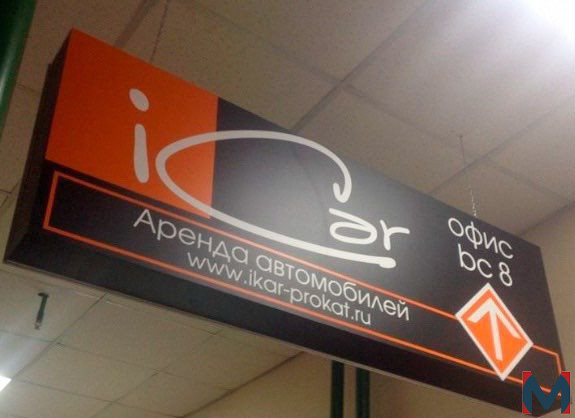 iCar
Аренда автомобилей
www.ikar-prokat.ru
офис
bc 8
M